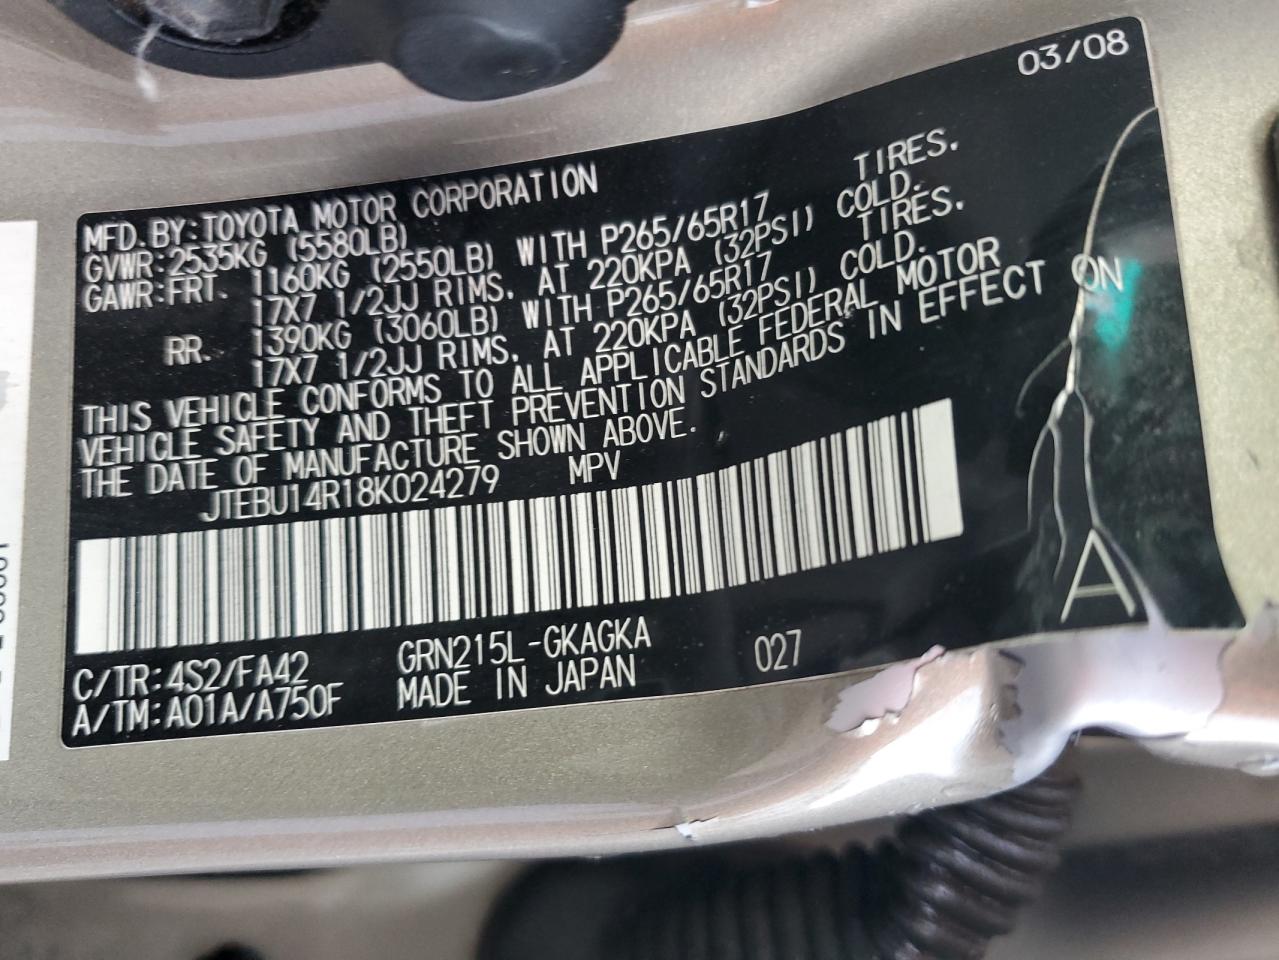 03/08
MFD. BY: TOYOTA MOTOR CORPORATION
GVWR: 2535KG (5580LB)
GAWR: FRT. 1160KG (2550LB) WITH P265/65R17 TIRES,
17X7 1/2JJ RIMS, AT 220KPA (32PSI) COLD.
RR. 1390KG (3060LB) WITH P265/65R17 TIRES,
17X7 1/2JJ RIMS, AT 220KPA (32PSI) COLD.
THIS VEHICLE CONFORMS TO ALL APPLICABLE FEDERAL MOTOR
VEHICLE SAFETY AND THEFT PREVENTION STANDARDS IN EFFECT ON
THE DATE OF MANUFACTURE SHOWN ABOVE.
JTEBU14R18K024279 MPV
C/TR: 4S2/FA42 GRN215L-GKAGKA 027 A
A/TM: A01A/A750F MADE IN JAPAN